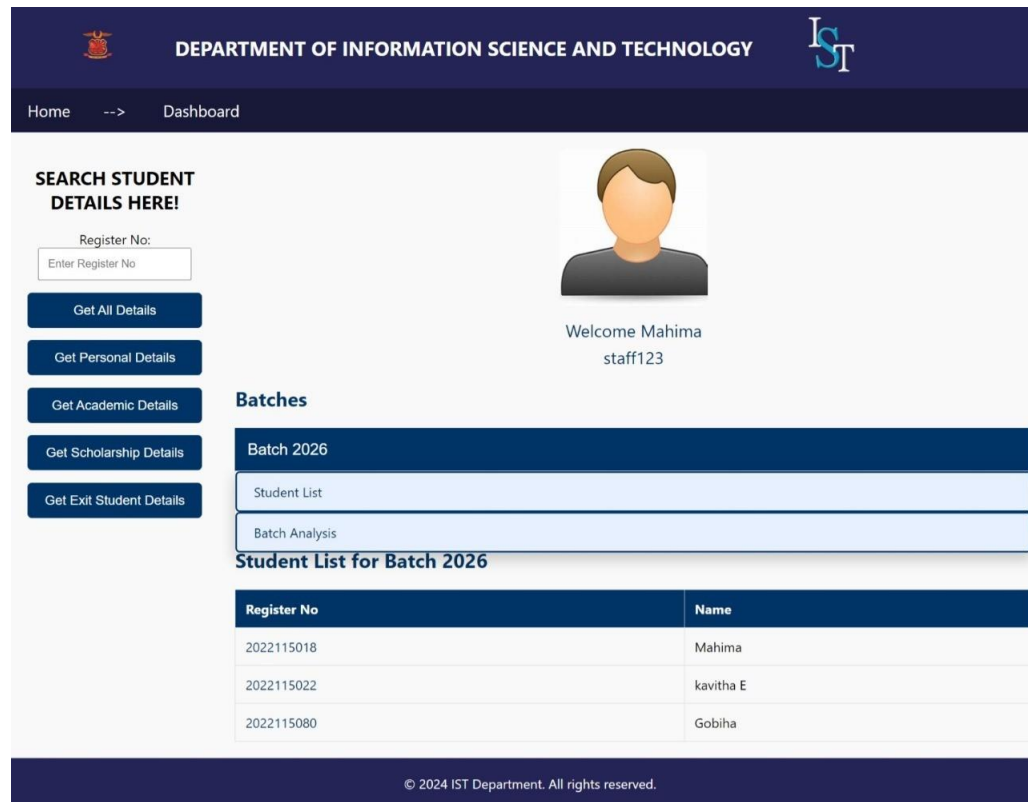 DEPARTMENT OF INFORMATION SCIENCE AND TECHNOLOGY
IST
Home --> Dashboard
SEARCH STUDENT
DETAILS HERE!
Register No:
Enter Register No
Get All Details
Get Personal Details
Get Academic Details
Get Scholarship Details
Get Exit Student Details
Welcome Mahima
staff123
Batches
Batch 2026
Student List
Batch Analysis
Student List for Batch 2026
Register No Name
2022115018 Mahima
2022115022 kavitha E
2022115080 Gobiha
© 2024 IST Department. All rights reserved.